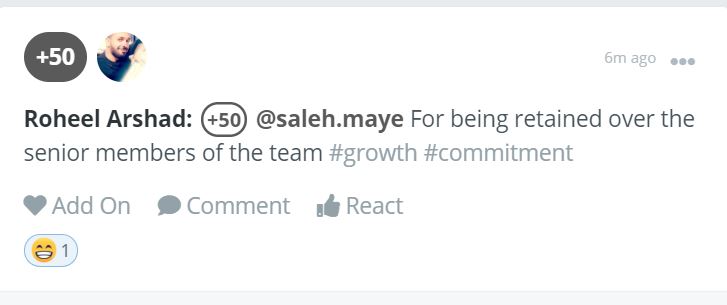 +50
6m ago
Roheel Arshad: +50 @saleh.maye For being retained over the
senior members of the team #growth #commitment
Add On Comment React
1